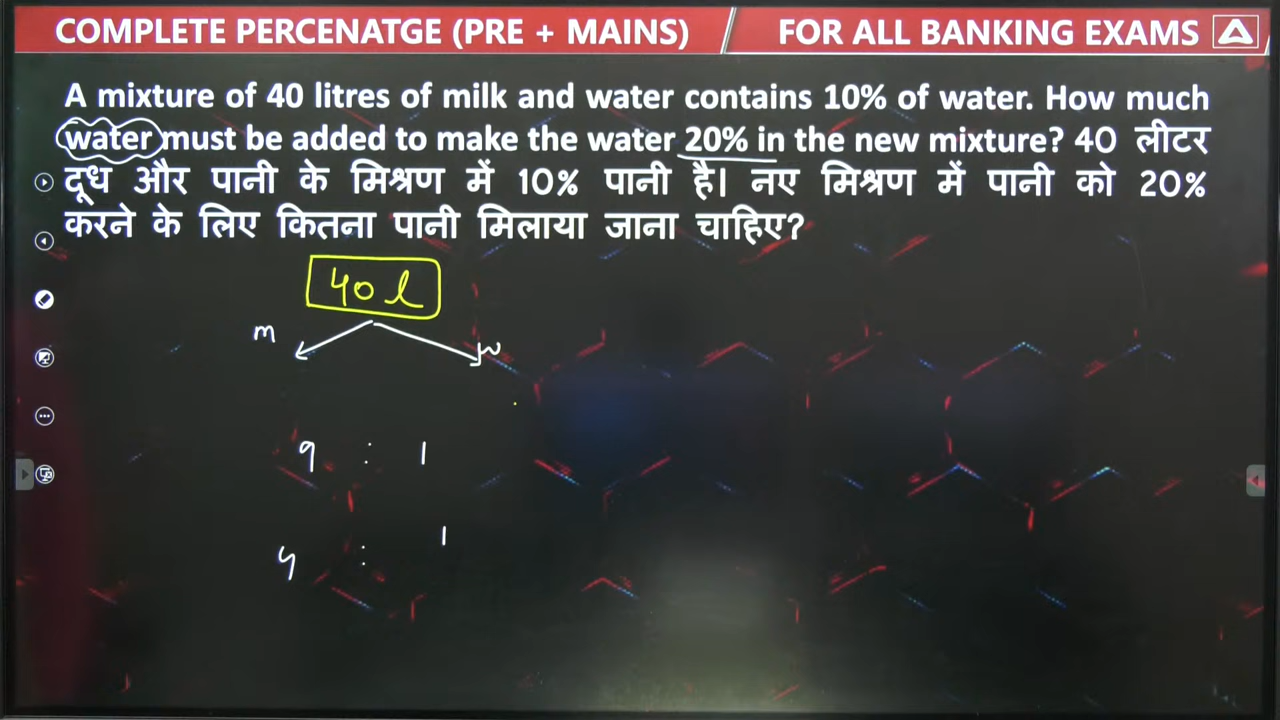 COMPLETE PERCENATGE (PRE + MAINS) FOR ALL BANKING EXAMS
A mixture of 40 litres of milk and water contains 10% of water. How much
water must be added to make the water 20% in the new mixture? 40 लीटर
दूध और पानी के मिश्रण में 10% पानी है। नए मिश्रण में पानी को 20%
करने के लिए कितना पानी मिलाया जाना चाहिए?
40 l
m w
9 : 1
4 : 1